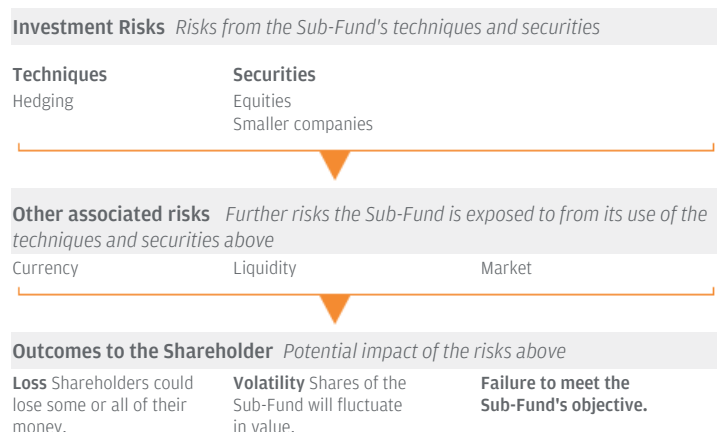 Investment Risks Risks from the Sub-Fund's techniques and securities
Techniques
Hedging
Securities
Equities
Smaller companies
Other associated risks Further risks the Sub-Fund is exposed to from its use of the
techniques and securities above
Currency
Liquidity
Market
Outcomes to the Shareholder Potential impact of the risks above
Loss Shareholders could
lose some or all of their
money.
Volatility Shares of the
Sub-Fund will fluctuate
in value.
Failure to meet the
Sub-Fund's objective.